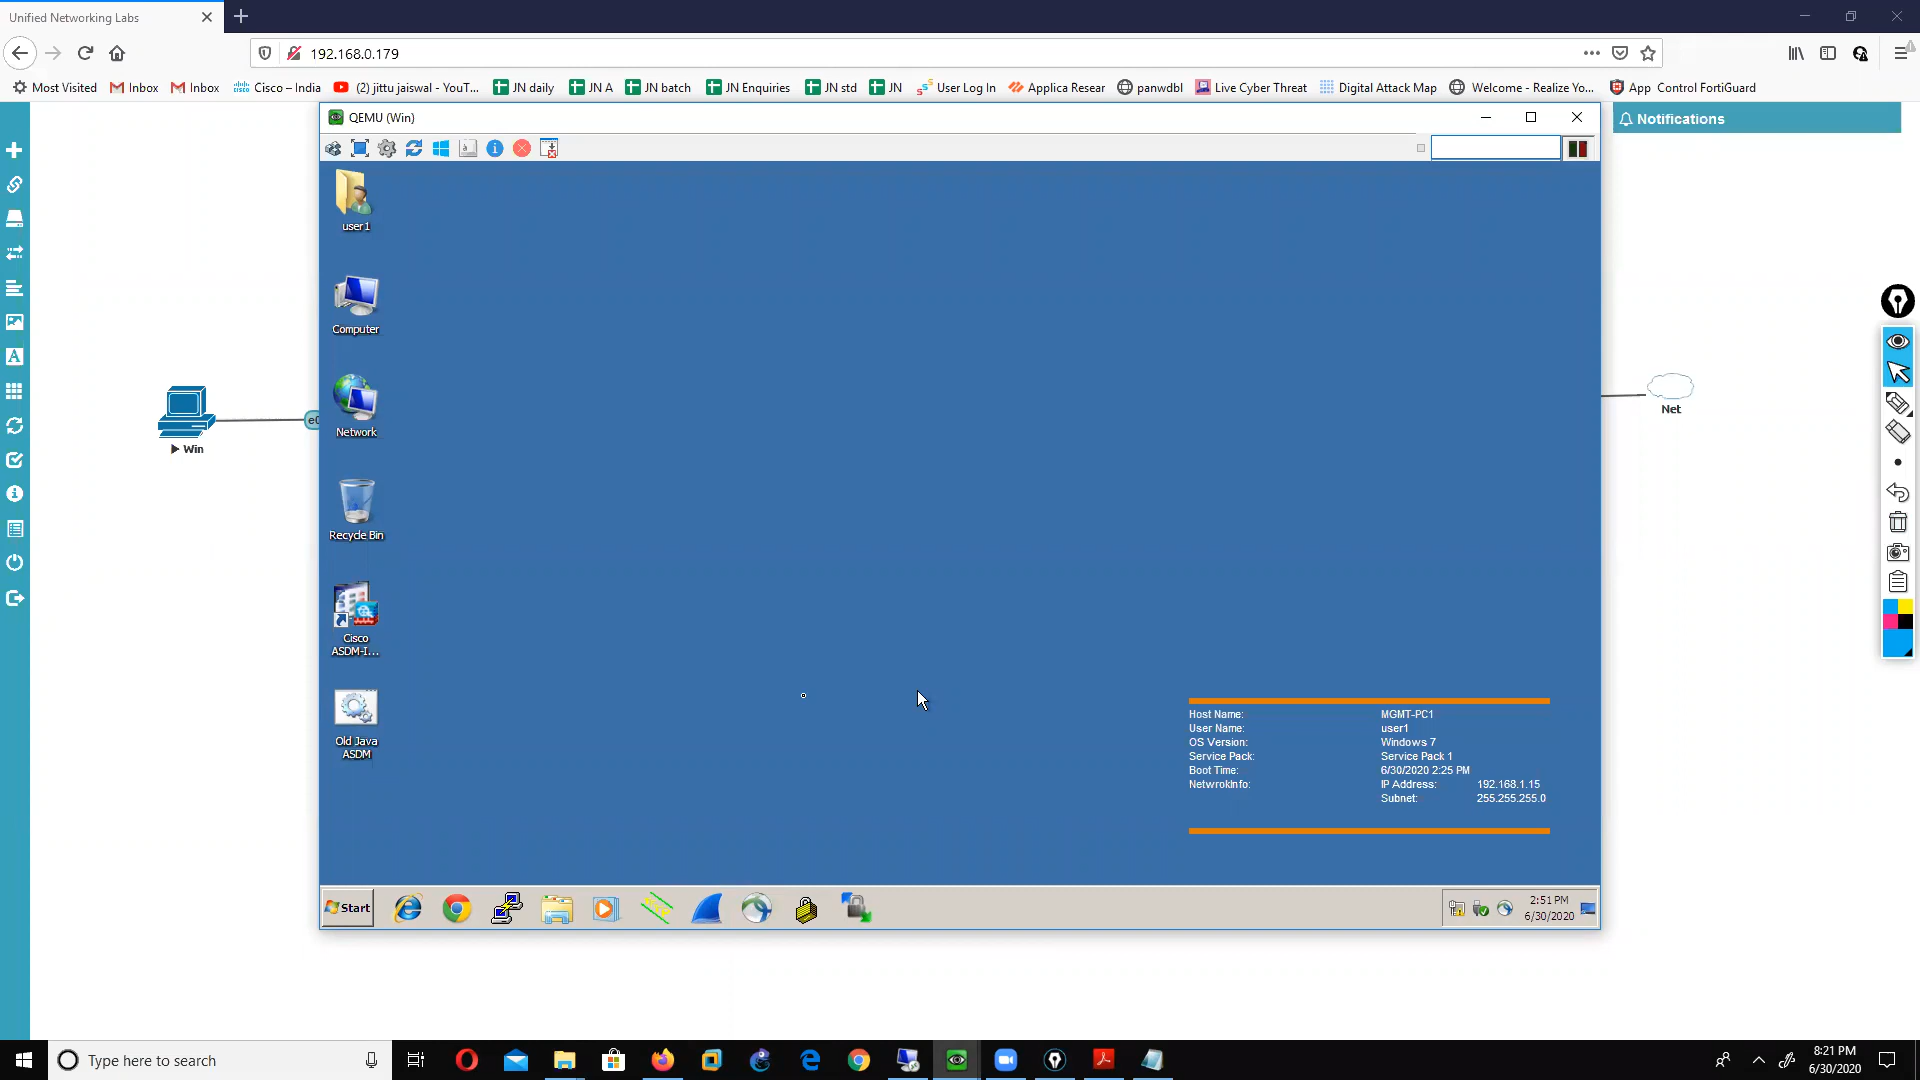 Unified Networking Labs
192.168.0.179
Most Visited
Inbox
Inbox
Cisco – India
(2) jittu jaiswal - YouT...
JN daily
JN A
JN batch
JN Enquiries
JN std
JN
User Log In
Applica Resear
panwdbl
Live Cyber Threat
Digital Attack Map
Welcome - Realize Yo...
App Control FortiGuard
QEMU (Win)
Notifications
user1
Computer
Network
Recycle Bin
Cisco
ASDM-I...
Old Java
ASDM
Win
e0
Net
Host Name: MGMT-PC1
User Name: user1
OS Version: Windows 7
Service Pack: Service Pack 1
Boot Time: 6/30/2020 2:25 PM
NetwrokInfo: IP Address: 192.168.1.15
Subnet: 255.255.255.0
Start
2:51 PM
6/30/2020
Type here to search
8:21 PM
6/30/2020